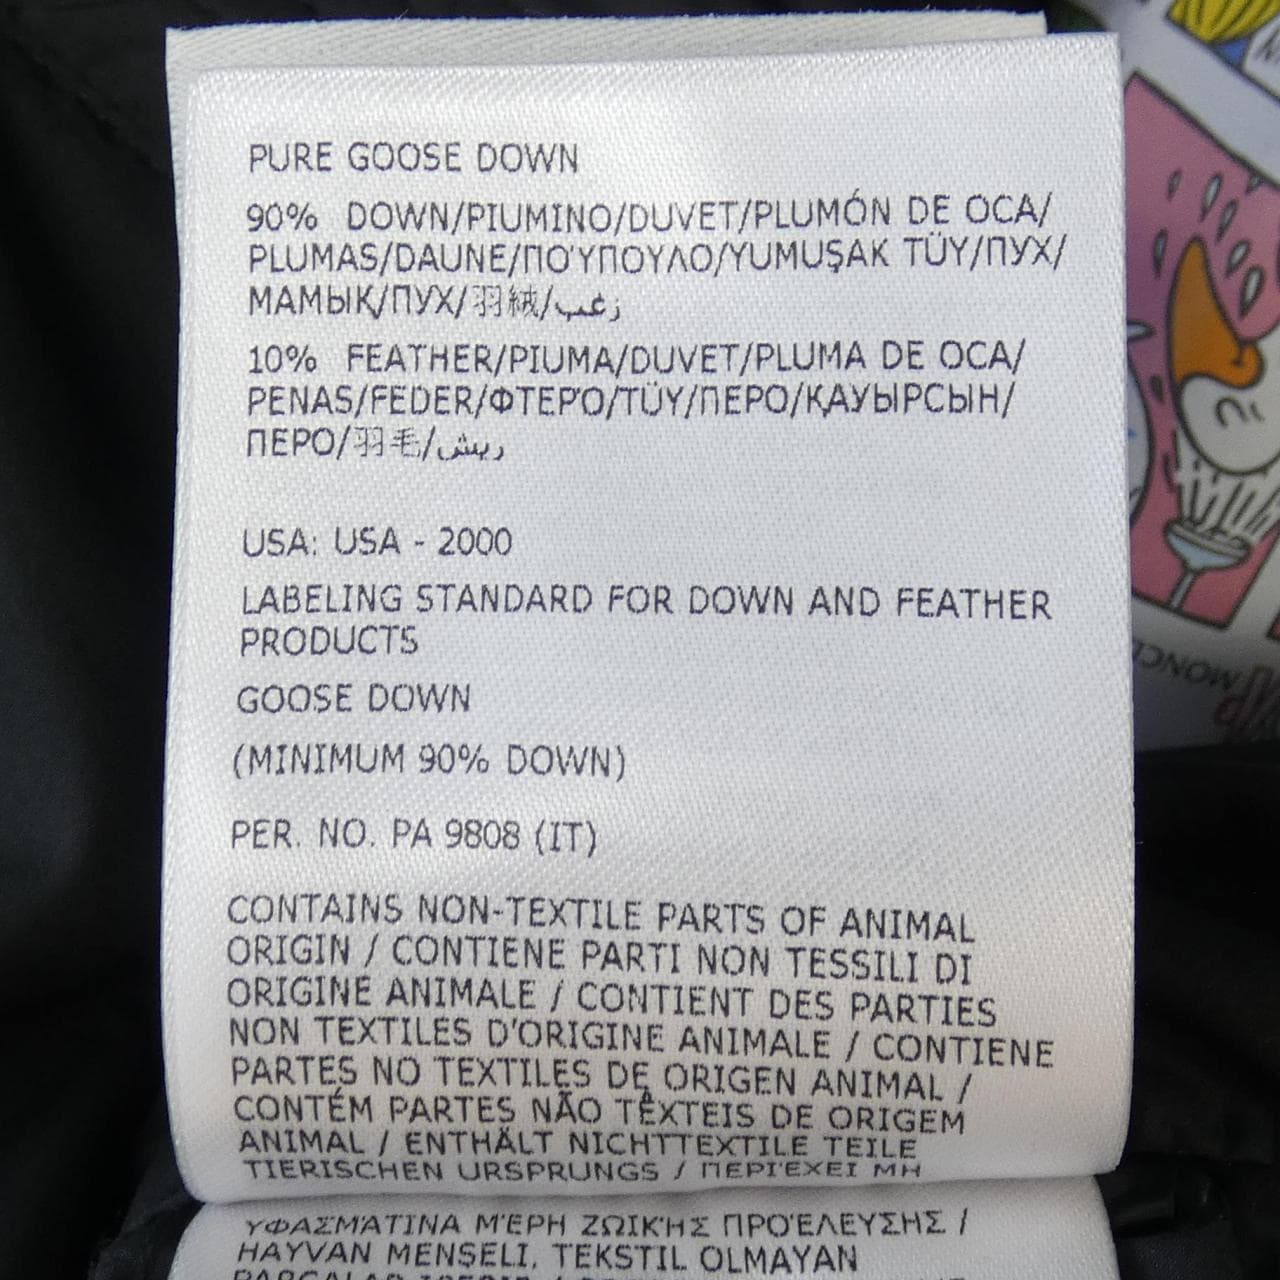 PURE GOOSE DOWN
90% DOWN/PIUMINO/DUVET/PLUMÓN DE OCA/
PLUMAS/DAUNE/ΠΟΎΠΟΥΛΟ/YUMUŞAK TÜY/ПУХ/
МАМЫҚ/ПУХ/羽絨/زغب
10% FEATHER/PIUMA/DUVET/PLUMA DE OCA/
PENAS/FEDER/ΦΤΕΡΌ/TÜY/ПЕРО/ҚАУЫРСЫН/
ПЕРО/羽毛/ريش
USA: USA - 2000
LABELING STANDARD FOR DOWN AND FEATHER
PRODUCTS
GOOSE DOWN
(MINIMUM 90% DOWN)
PER. NO. PA 9808 (IT)
CONTAINS NON-TEXTILE PARTS OF ANIMAL
ORIGIN / CONTIENE PARTI NON TESSILI DI
ORIGINE ANIMALE / CONTIENT DES PARTIES
NON TEXTILES D'ORIGINE ANIMALE / CONTIENE
PARTES NO TEXTILES DE ORIGEN ANIMAL /
CONTÉM PARTES NÃO TÊXTEIS DE ORIGEM
ANIMAL / ENTHÄLT NICHTTEXTILE TEILE
TIERISCHEN URSPRUNGS / ΠΕΡΙΈΧΕΙ ΜΗ
ΥΦΑΣΜΆΤΙΝΑ ΜΈΡΗ ΖΩΙΚΉΣ ΠΡΟΈΛΕΥΣΗΣ /
HAYVAN MENŞELI, TEKSTIL OLMAYAN